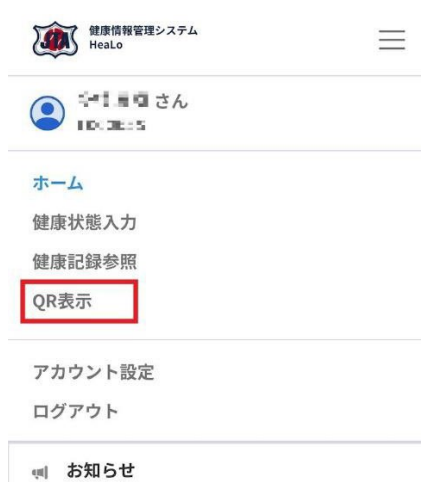 JTA
健康情報管理システム
HeaLo
さん
ホーム
健康状態入力
健康記録参照
QR表示
アカウント設定
ログアウト
お知らせ